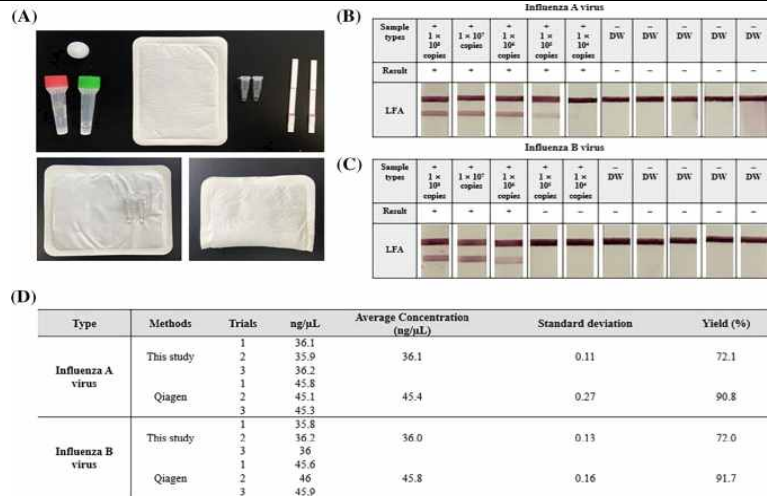 (A)
(B)
Influenza A virus
Sample types + 1 × 10⁸ copies + 1 × 10⁷ copies + 1 × 10⁶ copies + 1 × 10⁵ copies + 1 × 10⁴ copies – DW – DW – DW – DW – DW
Result + + + + + – – – – –
LFA
(C)
Influenza B virus
Sample types + 1 × 10⁸ copies + 1 × 10⁷ copies + 1 × 10⁶ copies + 1 × 10⁵ copies + 1 × 10⁴ copies – DW – DW – DW – DW – DW
Result + + + – – – – – – –
LFA
(D)
Type Methods Trials ng/μL Average Concentration (ng/μL) Standard deviation Yield (%)
Influenza A virus
This study 36.1 0.11 72.1
1 36.1
2 35.9
3 36.2
Qiagen 45.4 0.27 90.8
1 45.8
2 45.1
3 45.3
Influenza B virus
This study 36.0 0.13 72.0
1 35.8
2 36.2
3 36
Qiagen 45.8 0.16 91.7
1 45.6
2 46
3 45.9